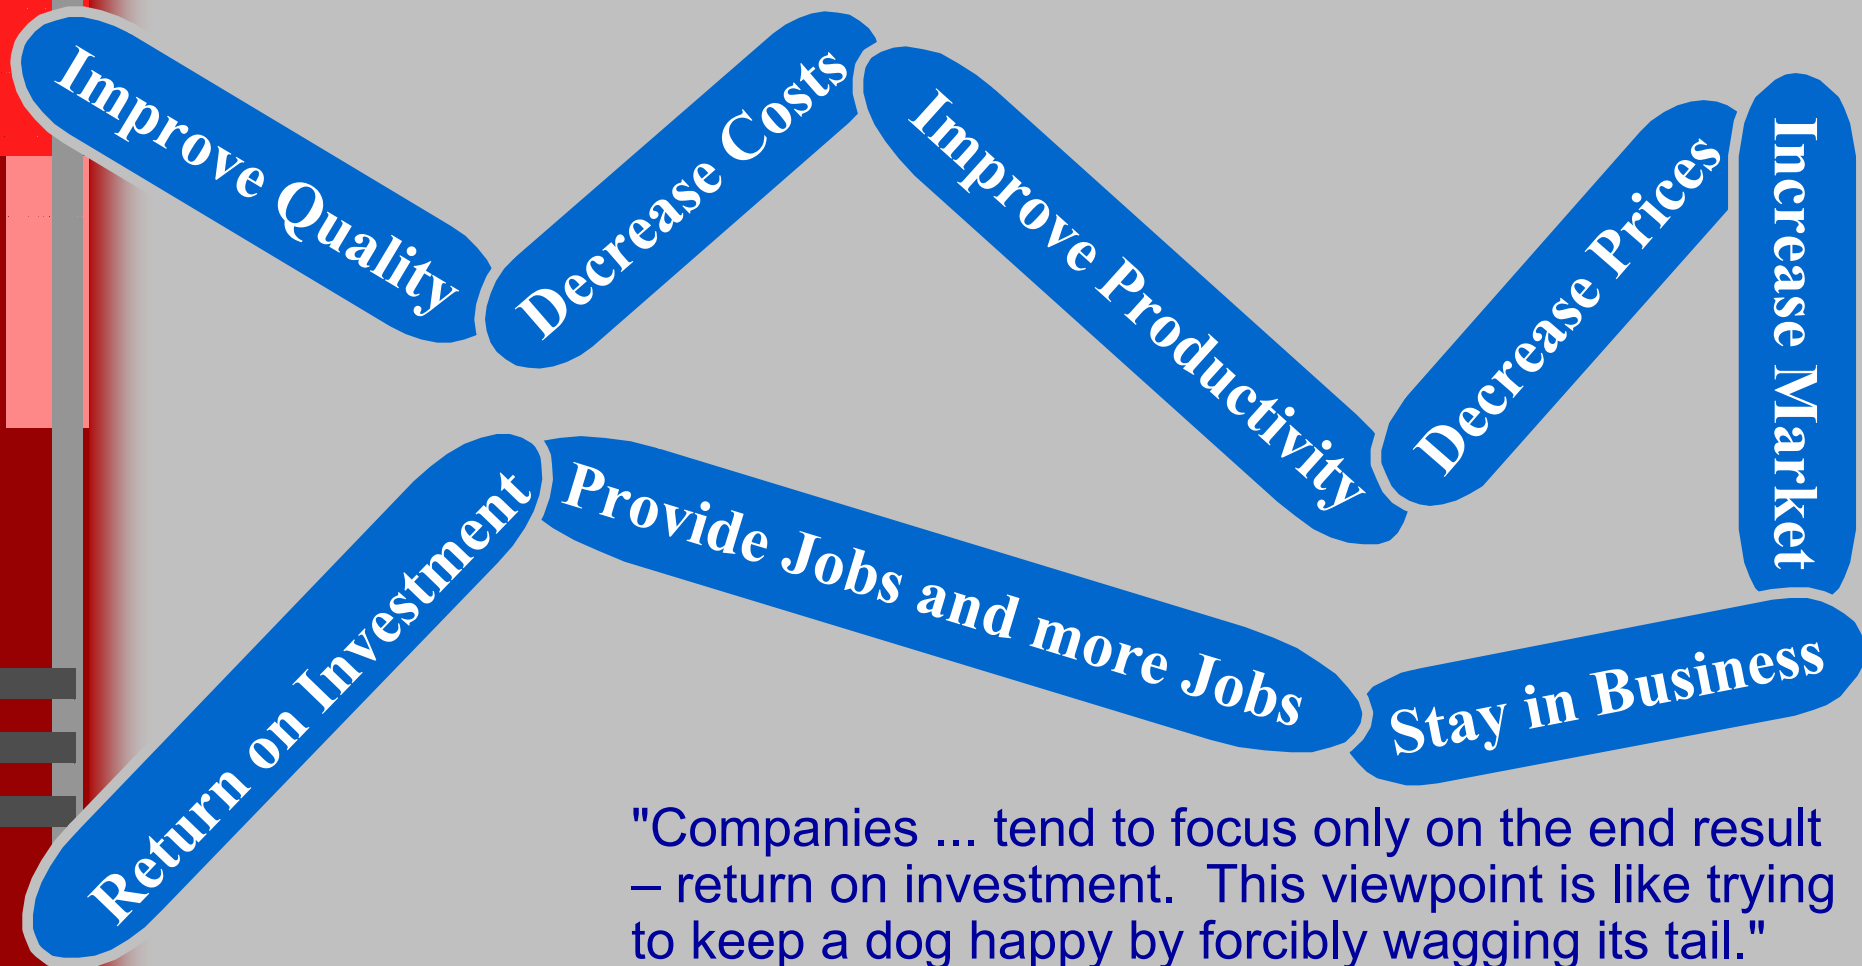 Improve Quality
Decrease Costs
Improve Productivity
Decrease Prices
Increase Market
Stay in Business
Provide Jobs and more Jobs
Return on Investment
"Companies ... tend to focus only on the end result
– return on investment.  This viewpoint is like trying
to keep a dog happy by forcibly wagging its tail."